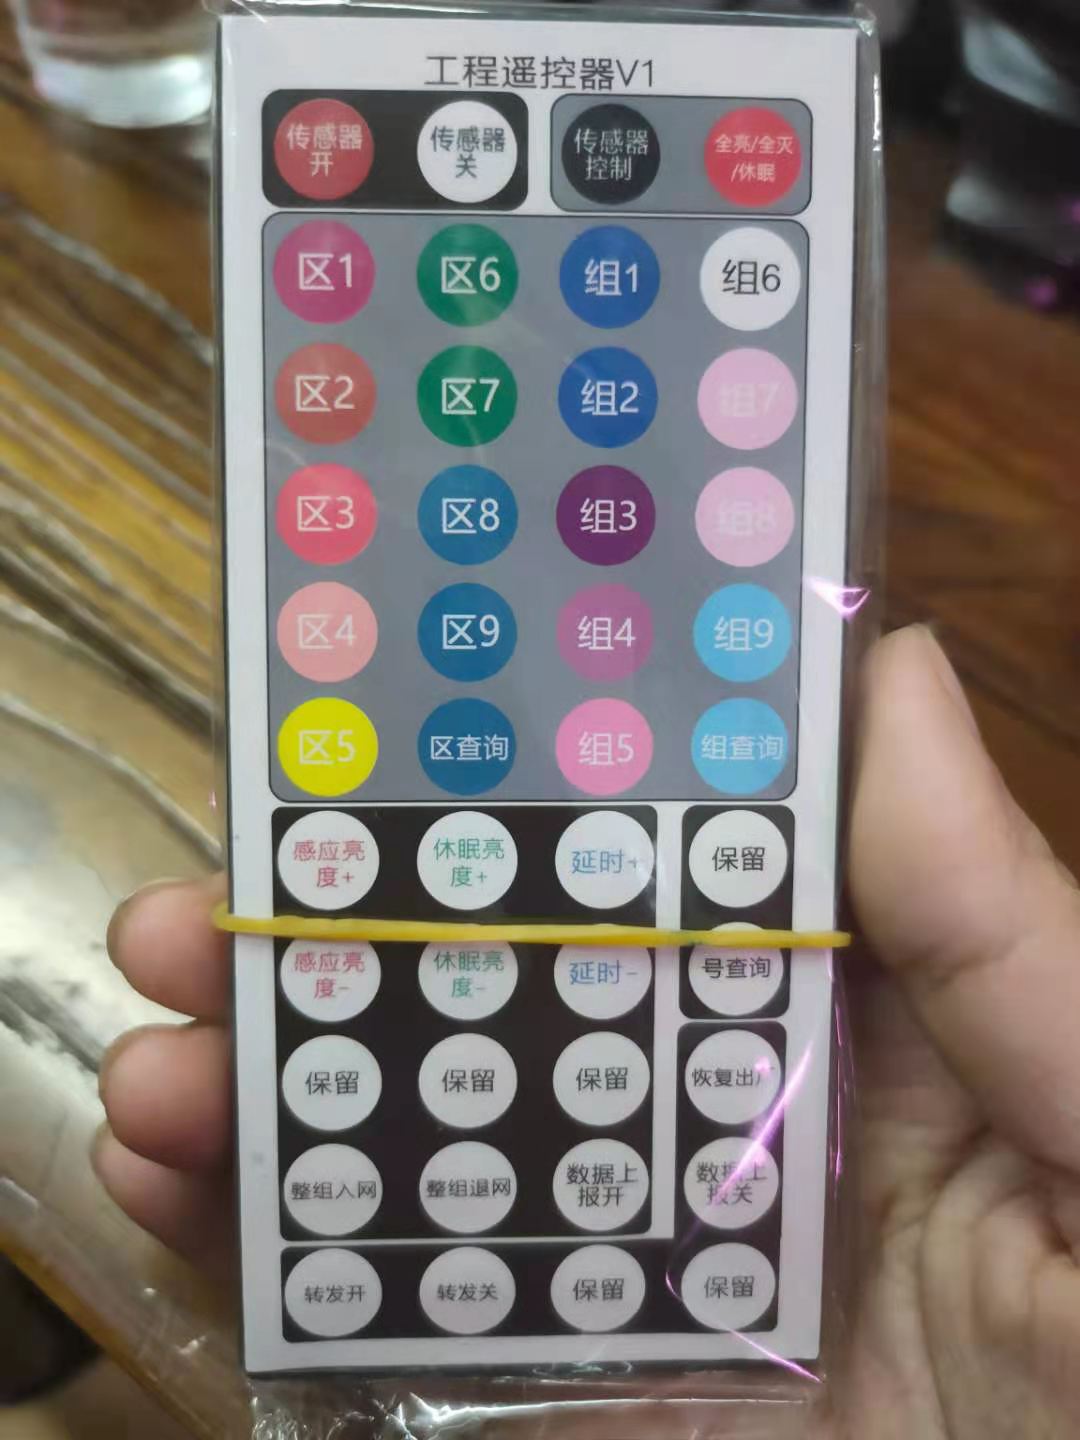 工程遥控器V1
传感器
开
传感器
关
传感器
控制
全亮/全灭
/休眠
区1
区6
组1
组6
区2
区7
组2
组7
区3
区8
组3
组8
区4
区9
组4
组9
区5
区查询
组5
组查询
感应亮
度+
休眠亮
度+
延时+
保留
感应亮
度-
休眠亮
度-
延时-
号查询
保留
保留
保留
恢复出厂
整组入网
整组退网
数据上
报开
数据上
报关
转发开
转发关
保留
保留